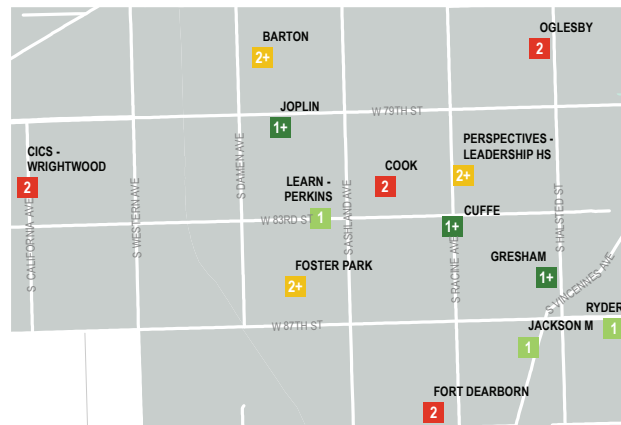 OGLESBY
2
BARTON
2+
JOPLIN
1+
W 79TH ST
CICS -
WRIGHTWOOD
2
PERSPECTIVES -
LEADERSHIP HS
2+
COOK
2
LEARN -
PERKINS
1
W 83RD ST
CUFFE
1+
S CALIFORNIA AVE
S WESTERN AVE
S DAMEN AVE
S ASHLAND AVE
S RACINE AVE
S HALSTED ST
GRESHAM
1+
FOSTER PARK
2+
S VINCENNES AVE
RYDER
1
W 87TH ST
JACKSON M
1
FORT DEARBORN
2